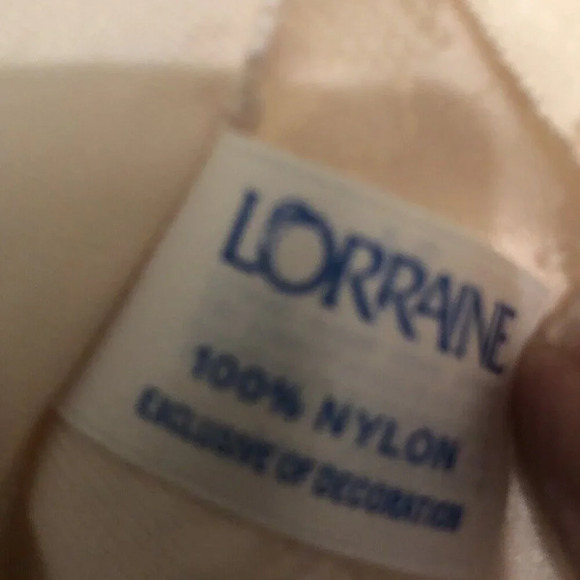 LORRAINE
100% NYLON
EXCLUSIVE OF DECORATION